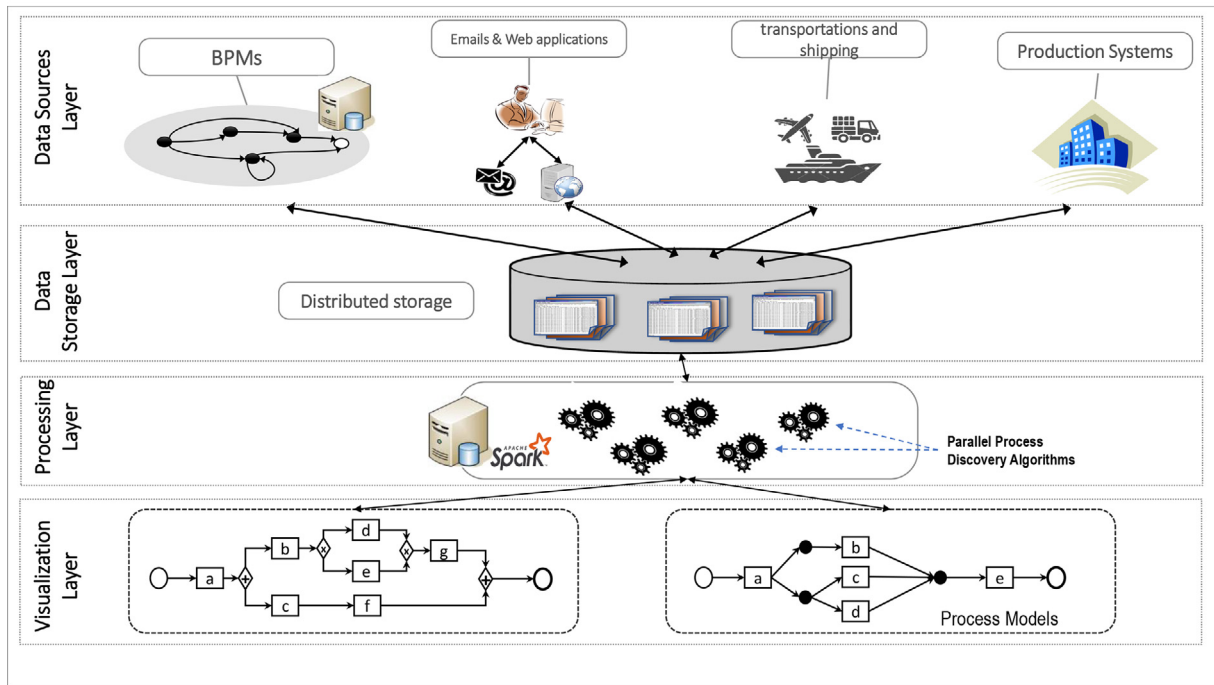 Data Sources
Layer
BPMs
Emails & Web applications
transportations and
shipping
Production Systems
Data
Storage Layer
Distributed storage
Processing
Layer
APACHE
Spark
Parallel Process
Discovery Algorithms
Visualization
Layer
a
+
b
x
d
e
x
g
c
f
+
a
b
c
d
e
Process Models